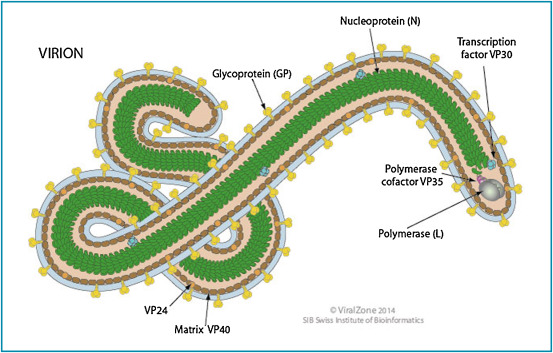 Nucleoprotein (N)
VIRION
Transcription
factor VP30
Glycoprotein (GP)
Polymerase
cofactor VP35
Polymerase (L)
VP24
Matrix VP40
© ViralZone 2014
SIB Swiss Institute of Bioinformatics